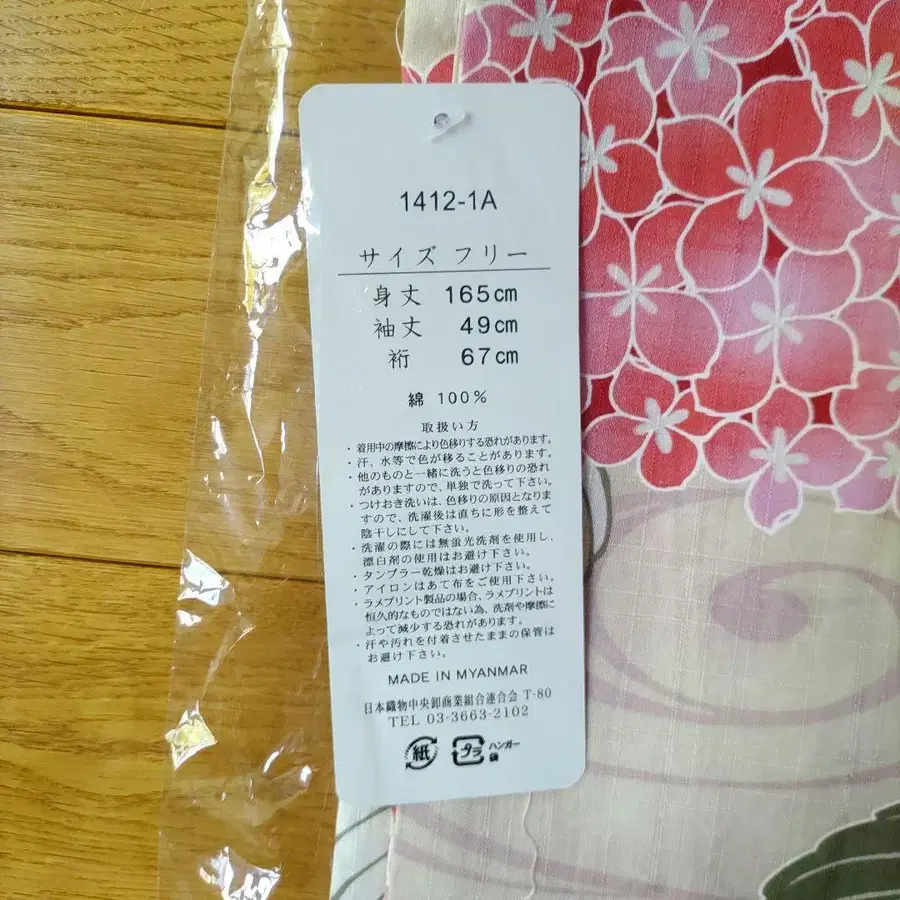 1412-1A
サイズ フリー
身丈 165cm
袖丈 49cm
裄 67cm
綿 100%
取扱い方
・着用中の摩擦により色移りする恐れがあります。
・汗、水等で色が移ることがあります。
・他のものと一緒に洗うと色移りの恐れ
がありますので、単独で洗って下さい。
・つけおき洗いは、色移りの原因となりま
すので、洗濯後は直ちに形を整えて
陰干しにして下さい。
・洗濯の際には無蛍光洗剤を使用し、
漂白剤の使用はお避け下さい。
・タンブラー乾燥はお避け下さい。
・アイロンはあて布をご使用下さい。
・ラメプリント製品の場合、ラメプリントは
恒久的なものではない為、洗剤や摩擦に
よって減少する恐れがあります。
・汗や汚れを付着させたままの保管は
お避け下さい。
MADE IN MYANMAR
日本織物中央卸商業組合連合会 T-80
TEL 03-3663-2102
紙 プラ ハンガー
袋